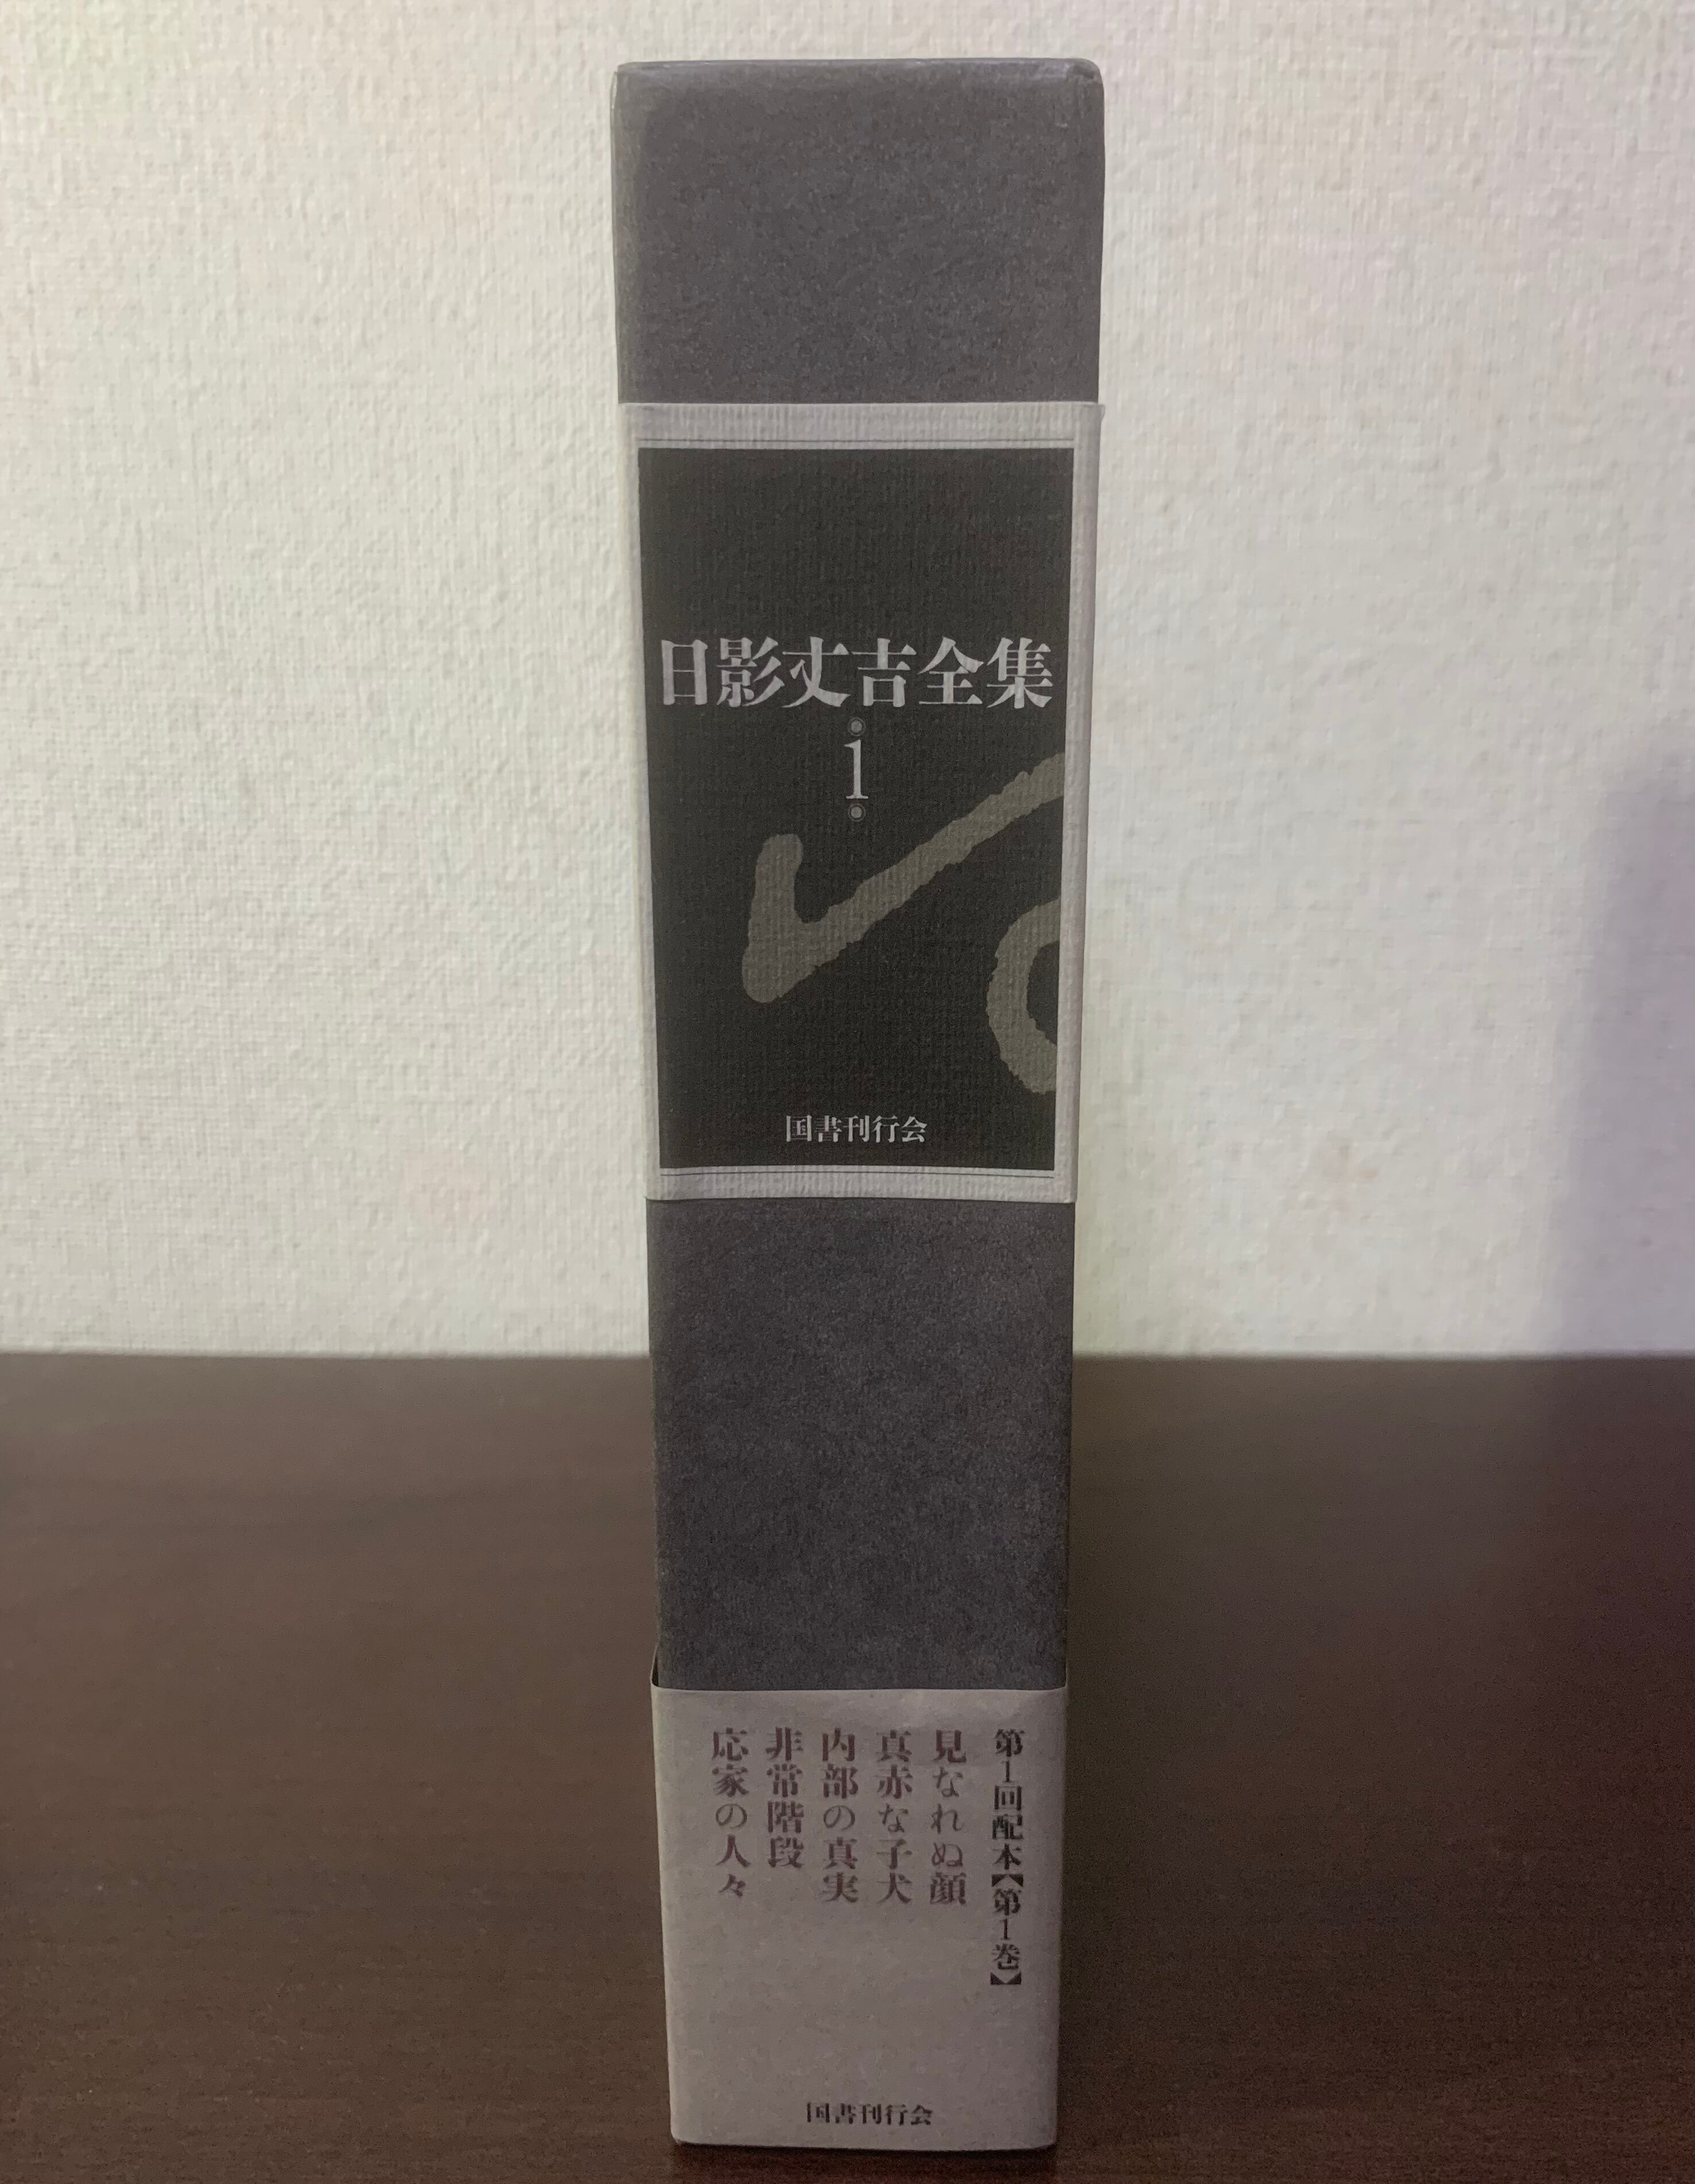 日影丈吉全集
1
国書刊行会
第1回配本【第1巻】
見なれぬ顔
真赤な子犬
内部の真実
非常階段
応家の人々
国書刊行会